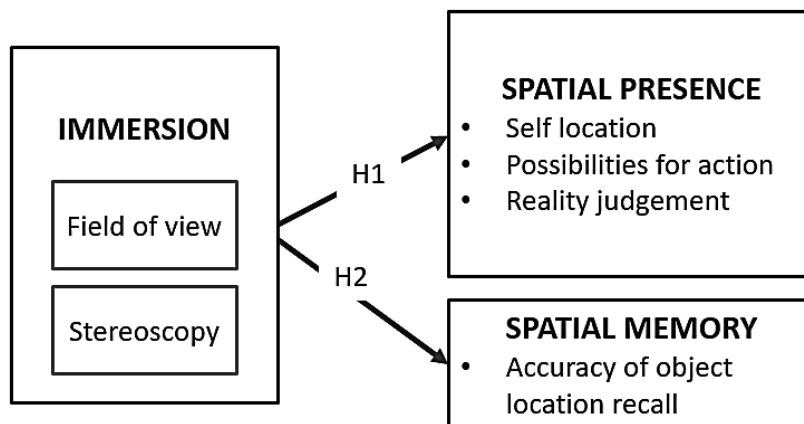 IMMERSION
Field of view
Stereoscopy
H1
H2
SPATIAL PRESENCE
• Self location
• Possibilities for action
• Reality judgement
SPATIAL MEMORY
• Accuracy of object
location recall